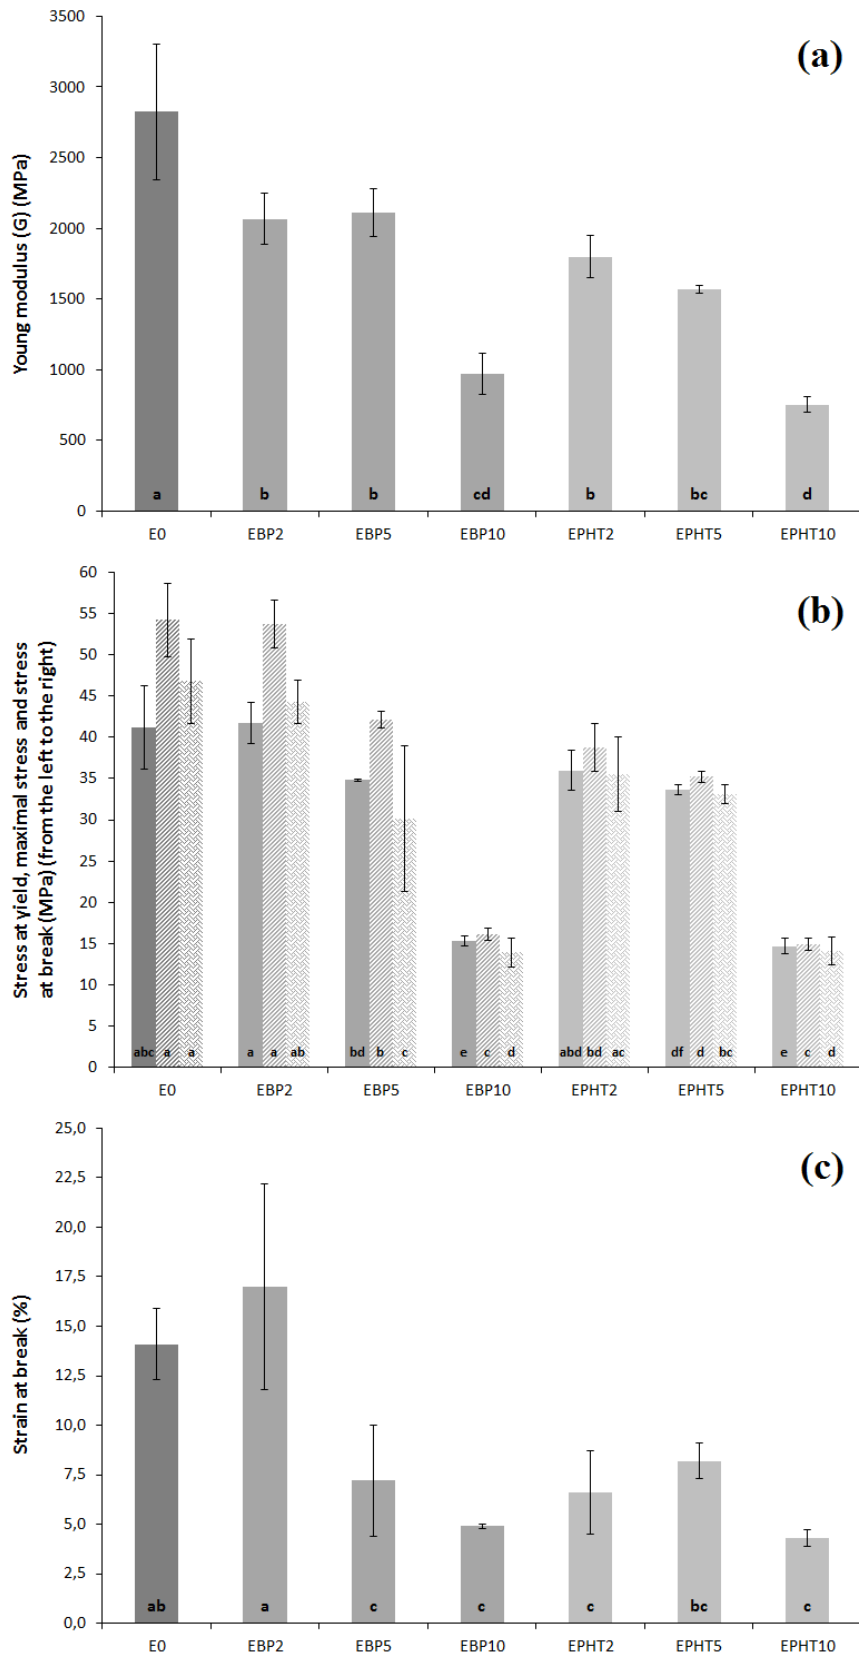 (a)
Young modulus (G) (MPa)
3500
3000
2500
2000
1500
1000
500
0
a b b cd b bc d
E0 EBP2 EBP5 EBP10 EPHT2 EPHT5 EPHT10
(b)
Stress at yield, maximal stress and stress
at break (MPa) (from the left to the right)
60
55
50
45
40
35
30
25
20
15
10
5
0
abc a a a a ab bd b c e c d abd bd ac df d bc e c d
E0 EBP2 EBP5 EBP10 EPHT2 EPHT5 EPHT10
(c)
Strain at break (%)
25,0
22,5
20,0
17,5
15,0
12,5
10,0
7,5
5,0
2,5
0,0
ab a c c c bc c
E0 EBP2 EBP5 EBP10 EPHT2 EPHT5 EPHT10